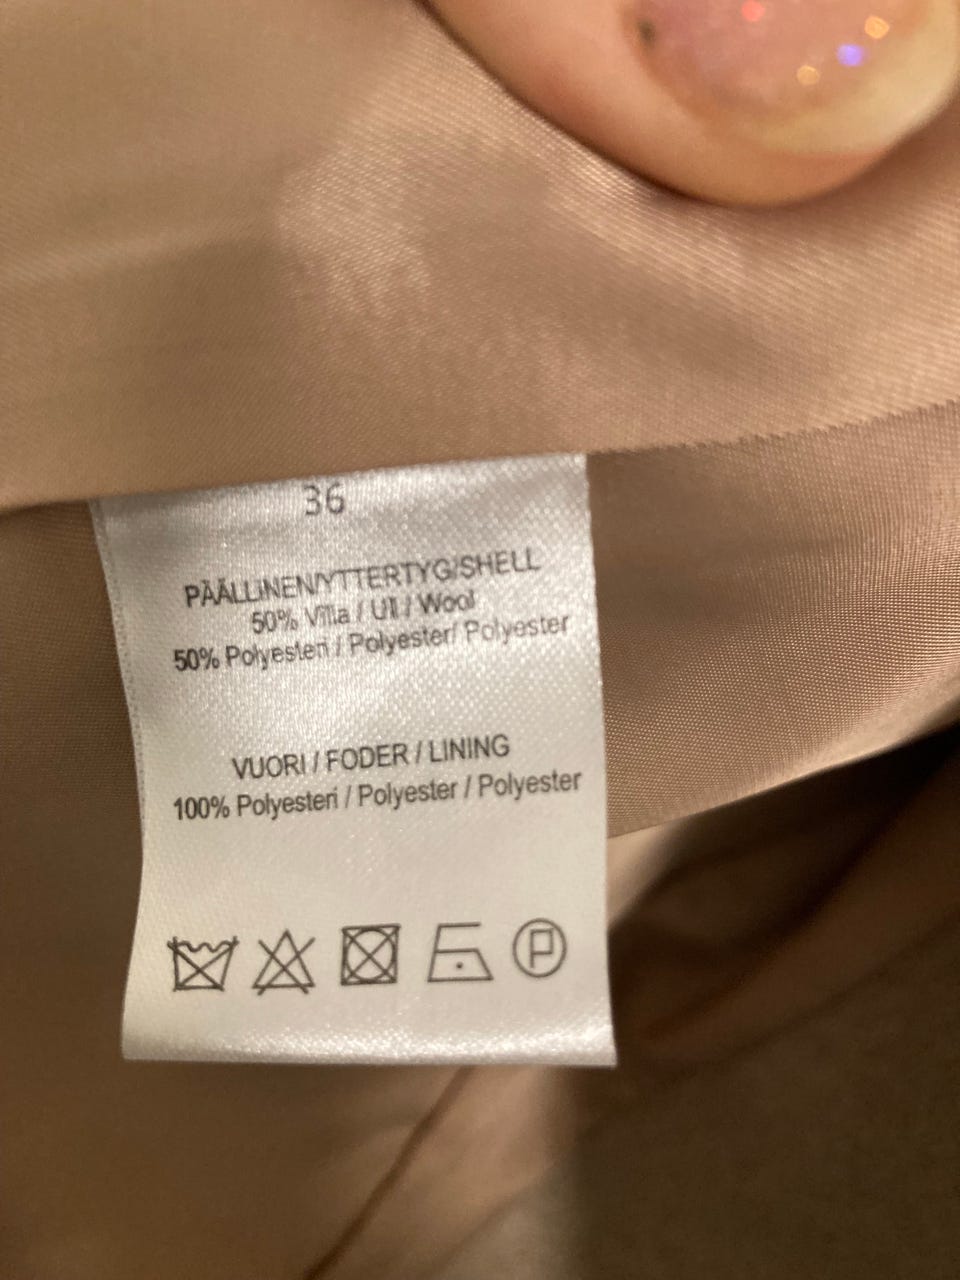 36
PÄÄLLINEN/YTTERTYG/SHELL
50% Villa / Ull / Wool
50% Polyesteri / Polyester/ Polyester
VUORI / FODER / LINING
100% Polyesteri / Polyester / Polyester
P